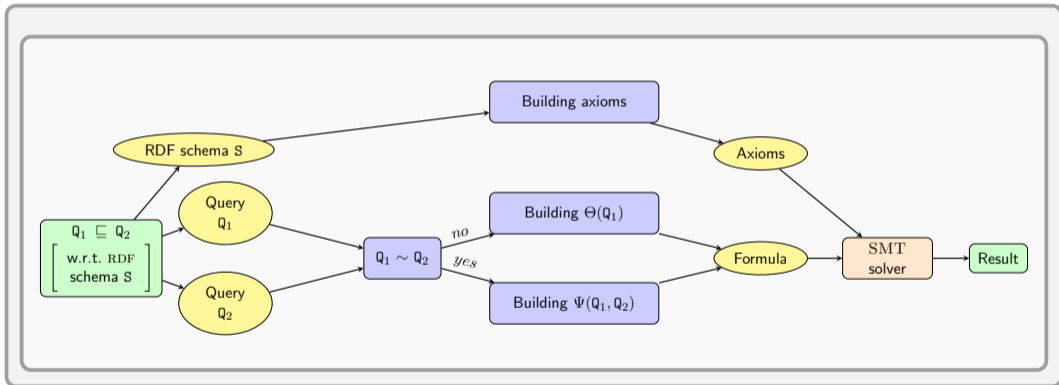 Building axioms
RDF schema S
Axioms
Query
Q₁
Q₁ ⊑ Q₂
[w.r.t. RDF
schema S]
Building Θ(Q₁)
no
Q₁ ∼ Q₂
yes
Formula
SMT
solver
Result
Query
Q₂
Building Ψ(Q₁, Q₂)